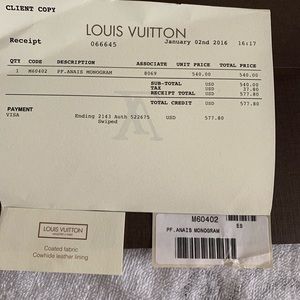 CLIENT COPY
LOUIS VUITTON
Receipt 066645 January 02nd 2016 16:17
QTY CODE DESCRIPTION ASSOCIATE UNIT PRICE TOTAL PRICE
1 M60402 PF.ANAIS MONOGRAM 8069 540.00 540.00
SUB-TOTAL USD 540.00
TAX USD 37.80
RECEIPT TOTAL USD 577.80
TOTAL CREDIT USD 577.80
PAYMENT
VISA Ending 2143 Auth 522675 USD 577.80
Swiped
LOUIS VUITTON
Coated fabric
Cowhide leather lining
M60402
ES
PF.ANAIS MONOGRAM